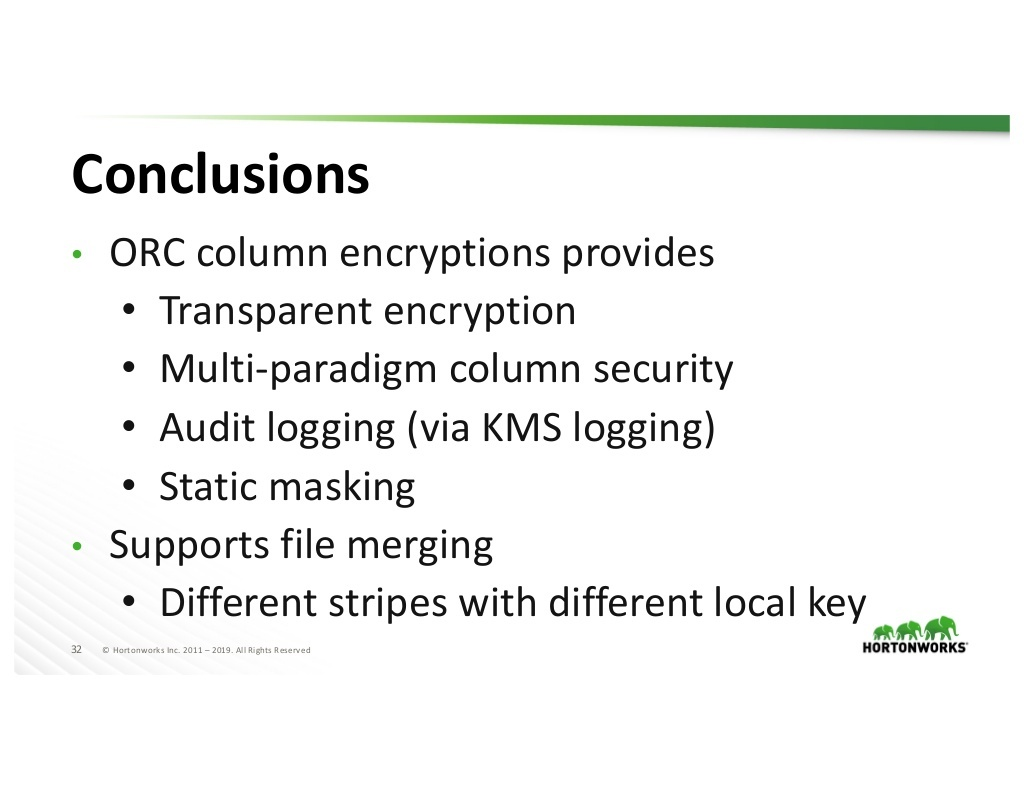 Conclusions
• ORC column encryptions provides
• Transparent encryption
• Multi-paradigm column security
• Audit logging (via KMS logging)
• Static masking
• Supports file merging
• Different stripes with different local key
32 © Hortonworks Inc. 2011 – 2019. All Rights Reserved
HORTONWORKS